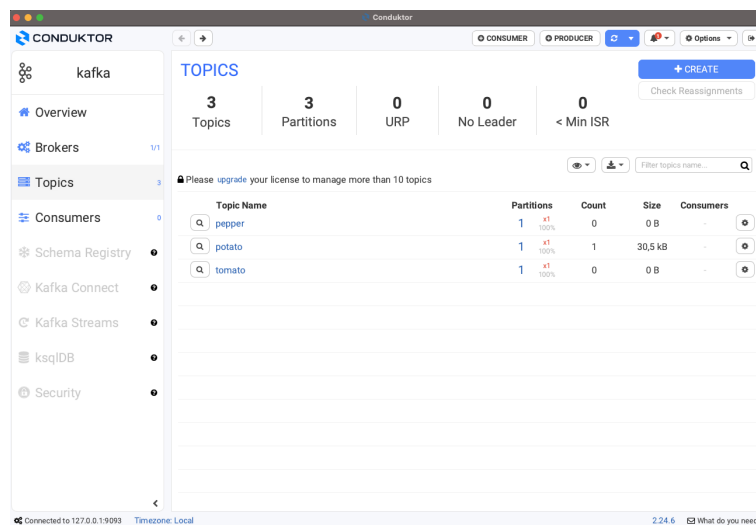 Conduktor
CONDUKTOR
CONSUMER
PRODUCER
Options
kafka
Overview
Brokers 1/1
Topics 3
Consumers 0
Schema Registry
Kafka Connect
Kafka Streams
ksqlDB
Security
TOPICS
+ CREATE
Check Reassignments
3 3 0 0 0
Topics Partitions URP No Leader < Min ISR
Filter topics name...
Please upgrade your license to manage more than 10 topics
Topic Name Partitions Count Size Consumers
pepper 1 x1 100% 0 0 B -
potato 1 x1 100% 1 30,5 kB -
tomato 1 x1 100% 0 0 B -
Connected to 127.0.0.1:9093 Timezone: Local 2.24.6 What do you need